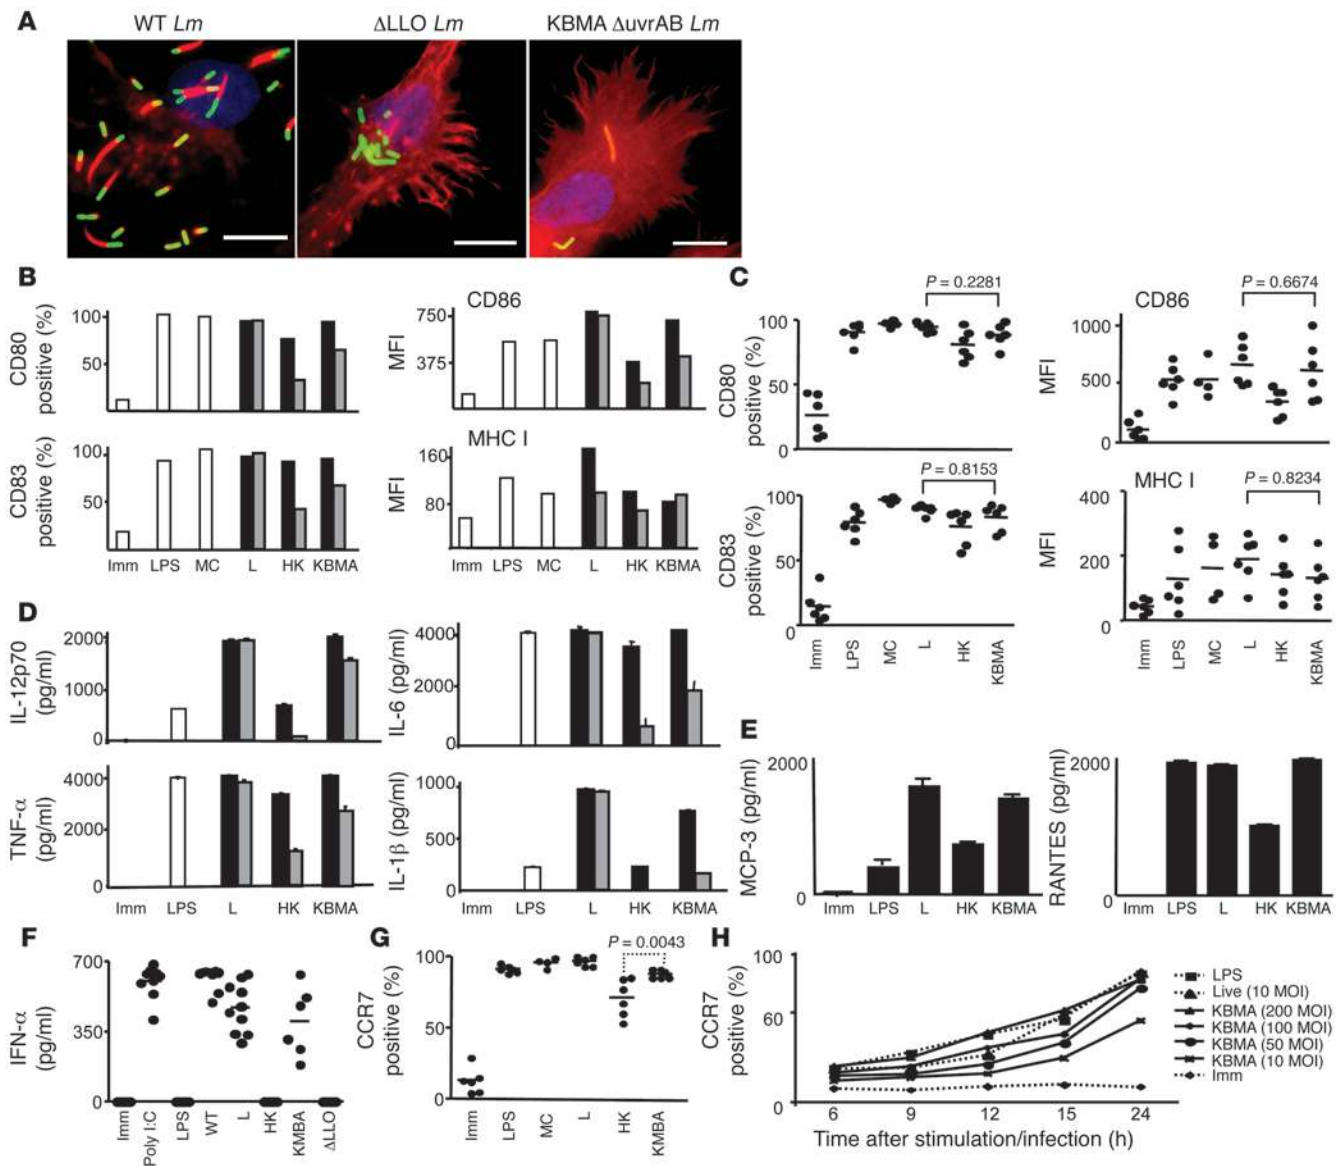 A
WT Lm
ΔLLO Lm
KBMA ΔuvrAB Lm
B
CD80 positive (%)
100
50
CD86
MFI
750
375
CD83 positive (%)
100
50
Imm LPS MC L HK KBMA
MHC I
MFI
160
80
Imm LPS MC L HK KBMA
C
P = 0.2281
CD80 positive (%)
100
50
0
P = 0.6674
CD86
MFI
1000
500
0
P = 0.8153
CD83 positive (%)
100
50
0
Imm LPS MC L HK KBMA
P = 0.8234
MHC I
MFI
400
200
0
Imm LPS MC L HK KBMA
D
IL-12p70 (pg/ml)
2000
1000
0
IL-6 (pg/ml)
4000
2000
0
TNF-α (pg/ml)
4000
2000
0
Imm LPS L HK KBMA
IL-1β (pg/ml)
1000
500
0
Imm LPS L HK KBMA
E
MCP-3 (pg/ml)
2000
0
Imm LPS L HK KBMA
RANTES (pg/ml)
2000
0
Imm LPS L HK KBMA
F
IFN-α (pg/ml)
700
350
0
Imm Poly I:C LPS WT L HK KMBA ΔLLO
G
P = 0.0043
CCR7 positive (%)
100
50
0
Imm LPS MC L HK KMBA
H
CCR7 positive (%)
100
60
0
6 9 12 15 24
Time after stimulation/infection (h)
LPS
Live (10 MOI)
KBMA (200 MOI)
KBMA (100 MOI)
KBMA (50 MOI)
KBMA (10 MOI)
Imm